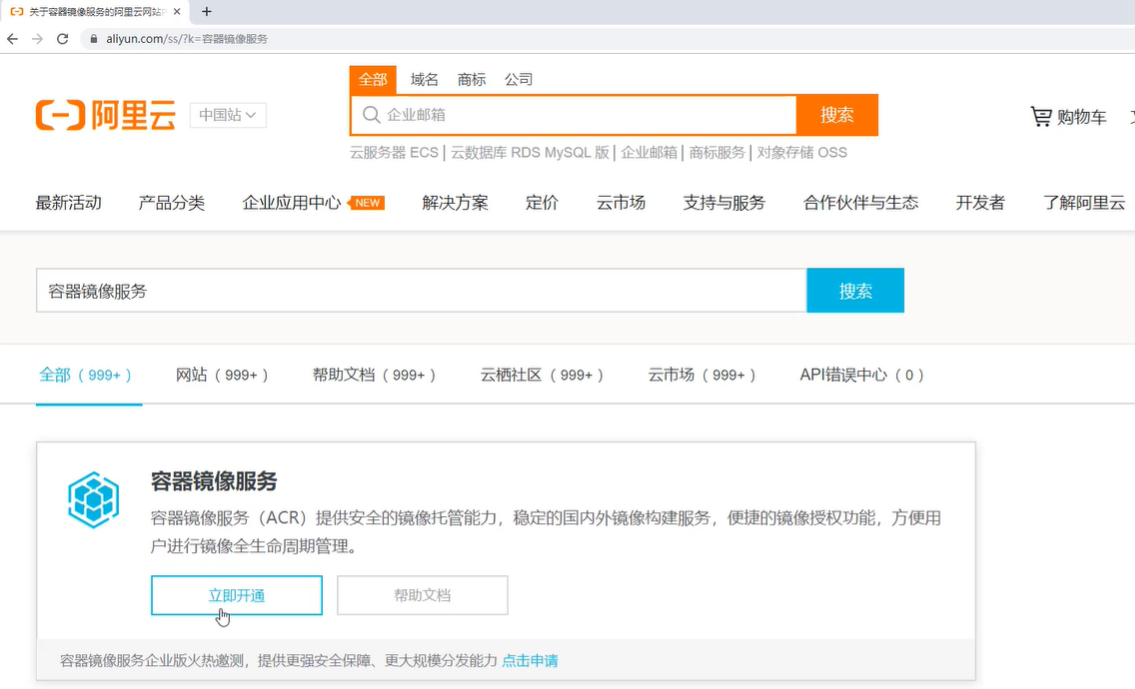 关于容器镜像服务的阿里云网站
aliyun.com/ss/?k=容器镜像服务
全部 域名 商标 公司
阿里云 中国站 企业邮箱 搜索 购物车
云服务器 ECS | 云数据库 RDS MySQL 版 | 企业邮箱 | 商标服务 | 对象存储 OSS
最新活动 产品分类 企业应用中心 NEW 解决方案 定价 云市场 支持与服务 合作伙伴与生态 开发者 了解阿里云
容器镜像服务 搜索
全部（999+） 网站（999+） 帮助文档（999+） 云栖社区（999+） 云市场（999+） API错误中心（0）
容器镜像服务
容器镜像服务（ACR）提供安全的镜像托管能力，稳定的国内外镜像构建服务，便捷的镜像授权功能，方便用
户进行镜像全生命周期管理。
立即开通 帮助文档
容器镜像服务企业版火热邀测，提供更强安全保障、更大规模分发能力 点击申请